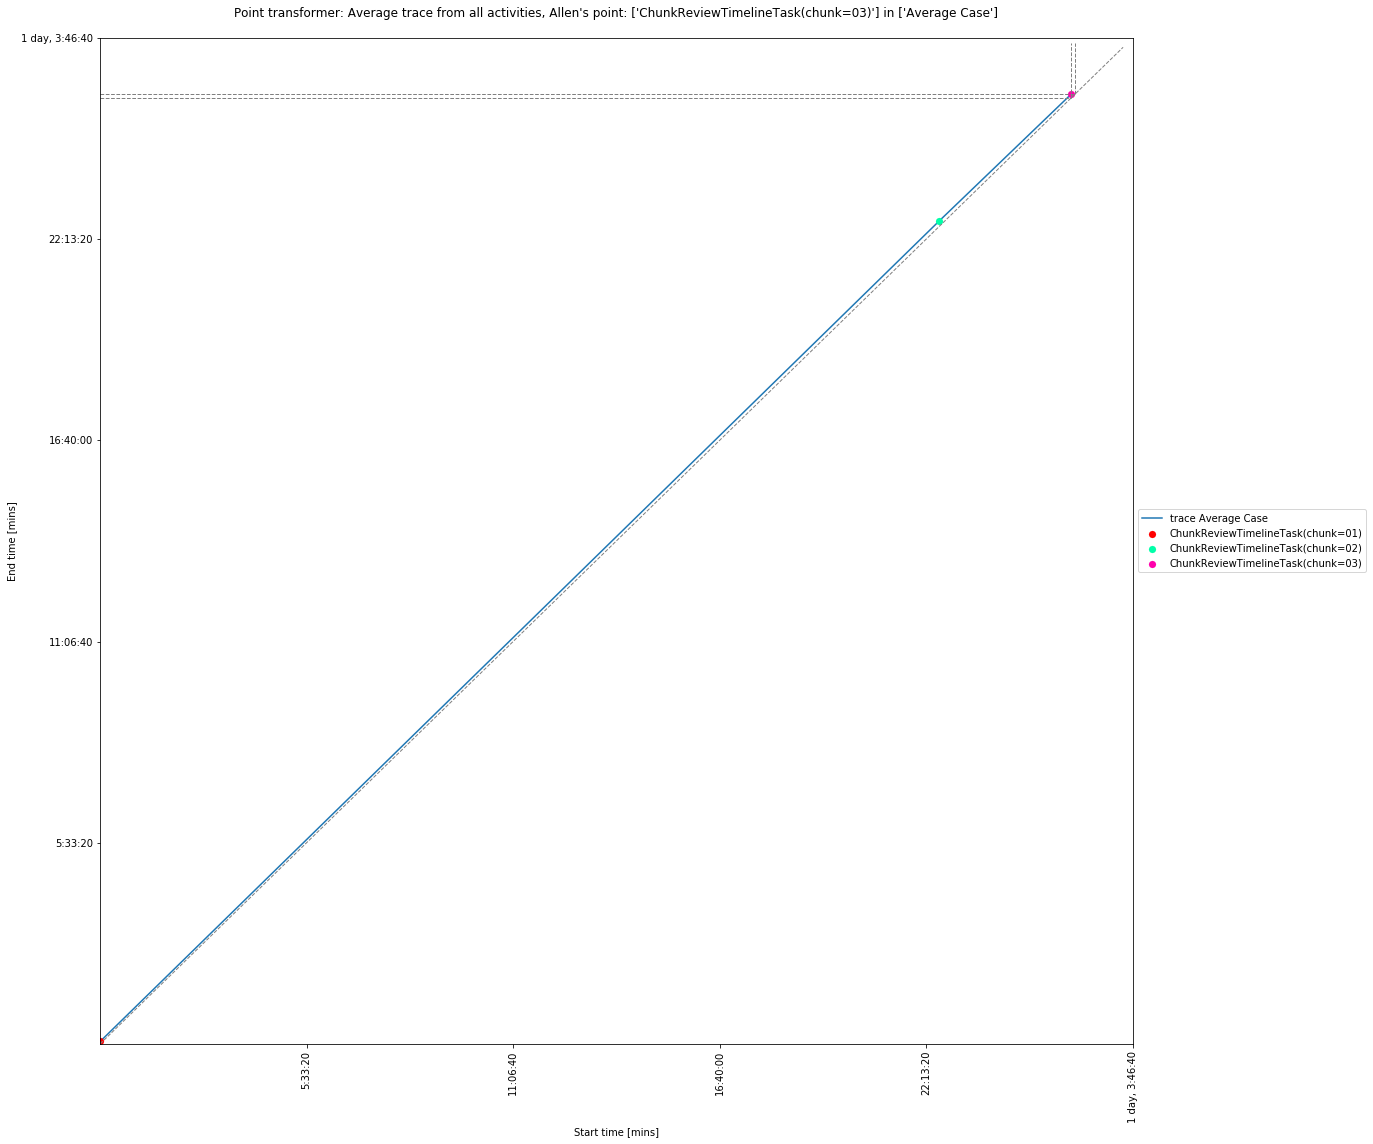 Point transformer: Average trace from all activities, Allen's point: ['ChunkReviewTimelineTask(chunk=03)'] in ['Average Case']
1 day, 3:46:40
22:13:20
16:40:00
11:06:40
5:33:20
End time [mins]
trace Average Case
ChunkReviewTimelineTask(chunk=01)
ChunkReviewTimelineTask(chunk=02)
ChunkReviewTimelineTask(chunk=03)
5:33:20
11:06:40
16:40:00
22:13:20
1 day, 3:46:40
Start time [mins]